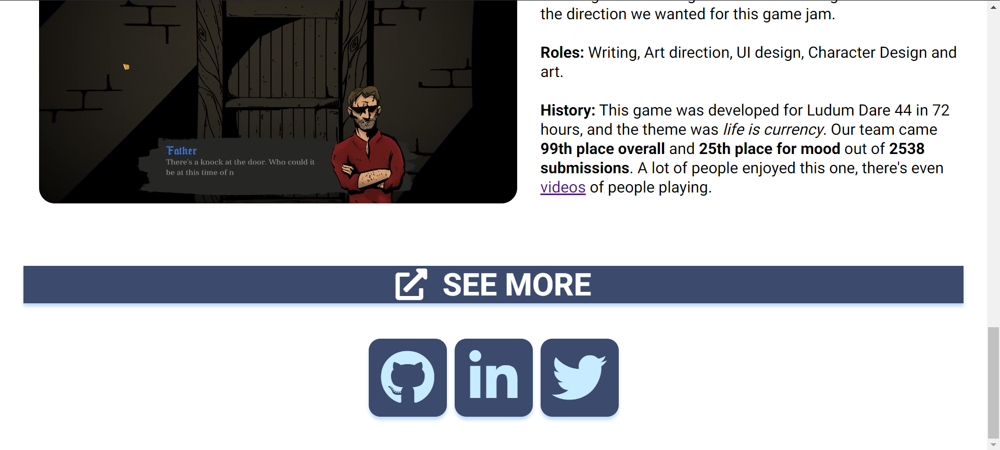 the direction we wanted for this game jam.
Roles: Writing, Art direction, UI design, Character Design and
art.
History: This game was developed for Ludum Dare 44 in 72
hours, and the theme was life is currency. Our team came
99th place overall and 25th place for mood out of 2538
submissions. A lot of people enjoyed this one, there's even
videos of people playing.
Father
There's a knock at the door. Who could it
be at this time of n
SEE MORE
in